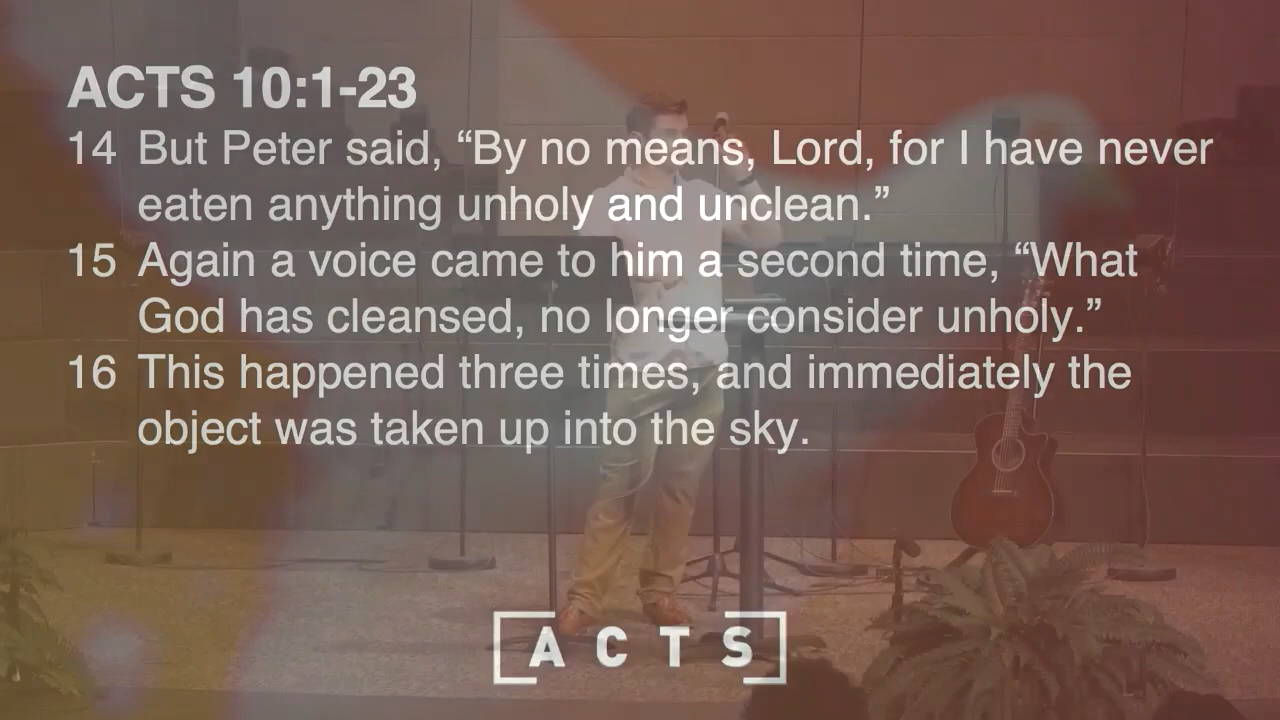 ACTS 10:1-23
14 But Peter said, “By no means, Lord, for I have never
eaten anything unholy and unclean.”
15 Again a voice came to him a second time, “What
God has cleansed, no longer consider unholy.”
16 This happened three times, and immediately the
object was taken up into the sky.
[ACTS]